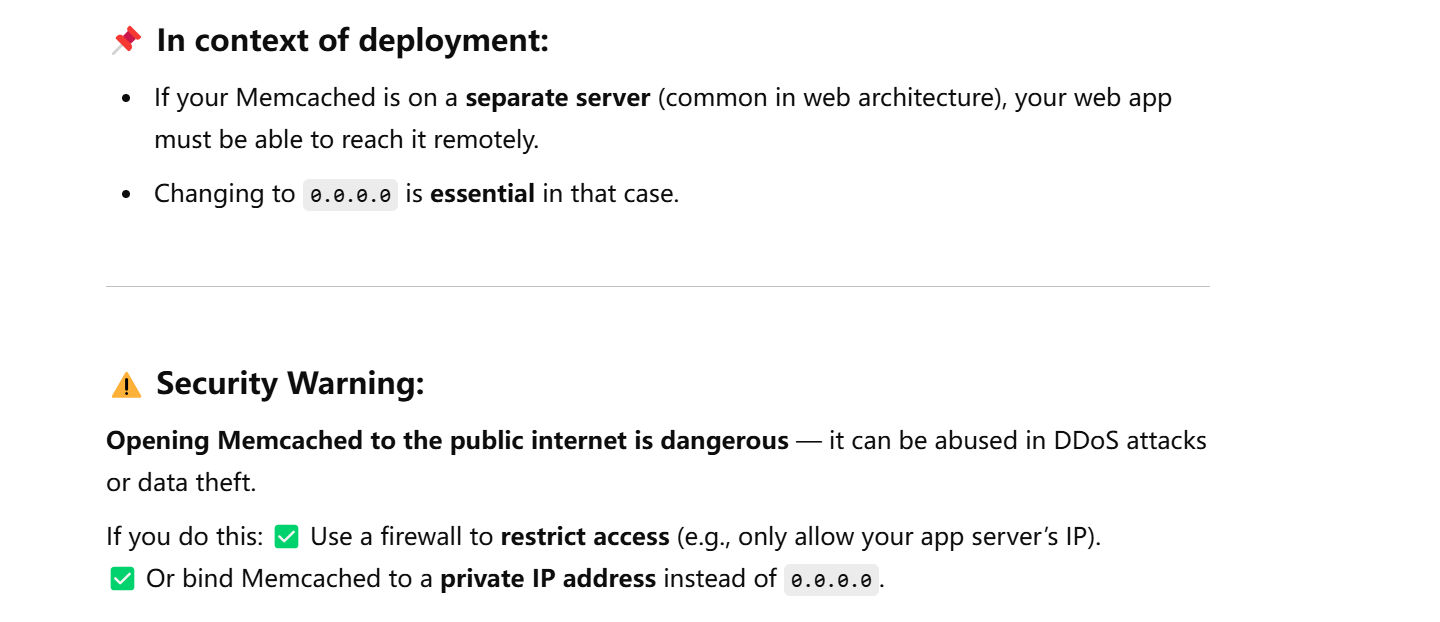 📌 In context of deployment:
• If your Memcached is on a separate server (common in web architecture), your web app
must be able to reach it remotely.
• Changing to 0.0.0.0 is essential in that case.
⚠️ Security Warning:
Opening Memcached to the public internet is dangerous — it can be abused in DDoS attacks
or data theft.
If you do this: ✅ Use a firewall to restrict access (e.g., only allow your app server’s IP).
✅ Or bind Memcached to a private IP address instead of 0.0.0.0.